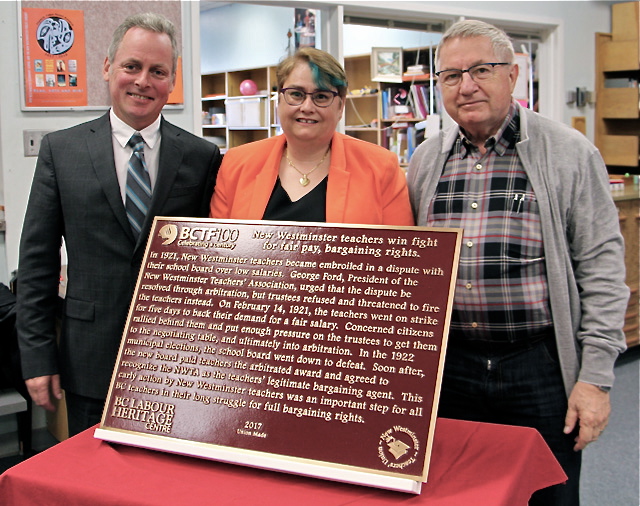 BCTF100
Celebrating a century
New Westminster teachers win fight
for fair pay, bargaining rights.
In 1921, New Westminster teachers became embroiled in a dispute with
their school board over low salaries. George Ford, President of the
New Westminster Teachers' Association, urged that the dispute be
resolved through arbitration, but trustees refused and threatened to fire
the teachers instead. On February 14, 1921, the teachers went on strike
for five days to back their demand for a fair salary. Concerned citizens
rallied behind them and put enough pressure on the trustees to get them
to the negotiating table, and ultimately into arbitration. In the 1922
municipal elections, the school board went down to defeat. Soon after,
the new board paid teachers the arbitrated award and agreed to
recognize the NWTA as the teachers' legitimate bargaining agent. This
early action by New Westminster teachers was an important step for all
BC teachers in their long struggle for full bargaining rights.
BC LABOUR
HERITAGE
CENTRE
2017
Union Made
New Westminster
Teachers' Union